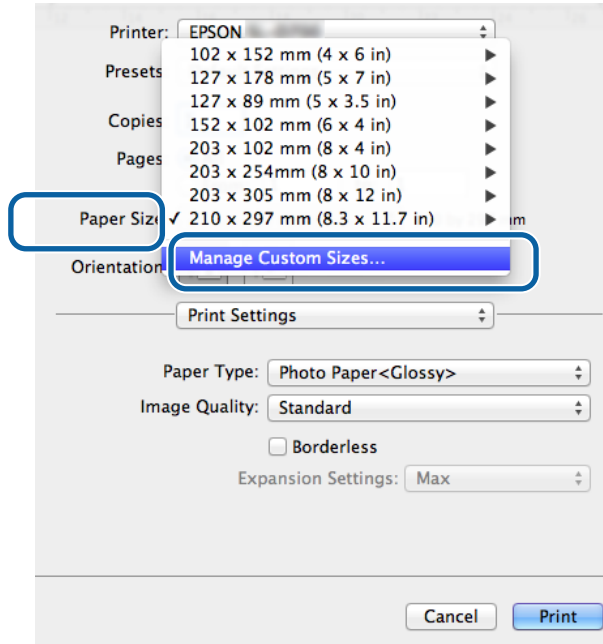 Printer: EPSON
Presets
102 x 152 mm (4 x 6 in)
127 x 178 mm (5 x 7 in)
127 x 89 mm (5 x 3.5 in)
Copies
152 x 102 mm (6 x 4 in)
Pages
203 x 102 mm (8 x 4 in)
203 x 254mm (8 x 10 in)
203 x 305 mm (8 x 12 in)
Paper Size ✓ 210 x 297 mm (8.3 x 11.7 in) mm
Manage Custom Sizes...
Orientation
Print Settings
Paper Type: Photo Paper<Glossy>
Image Quality: Standard
Borderless
Expansion Settings: Max
Cancel Print